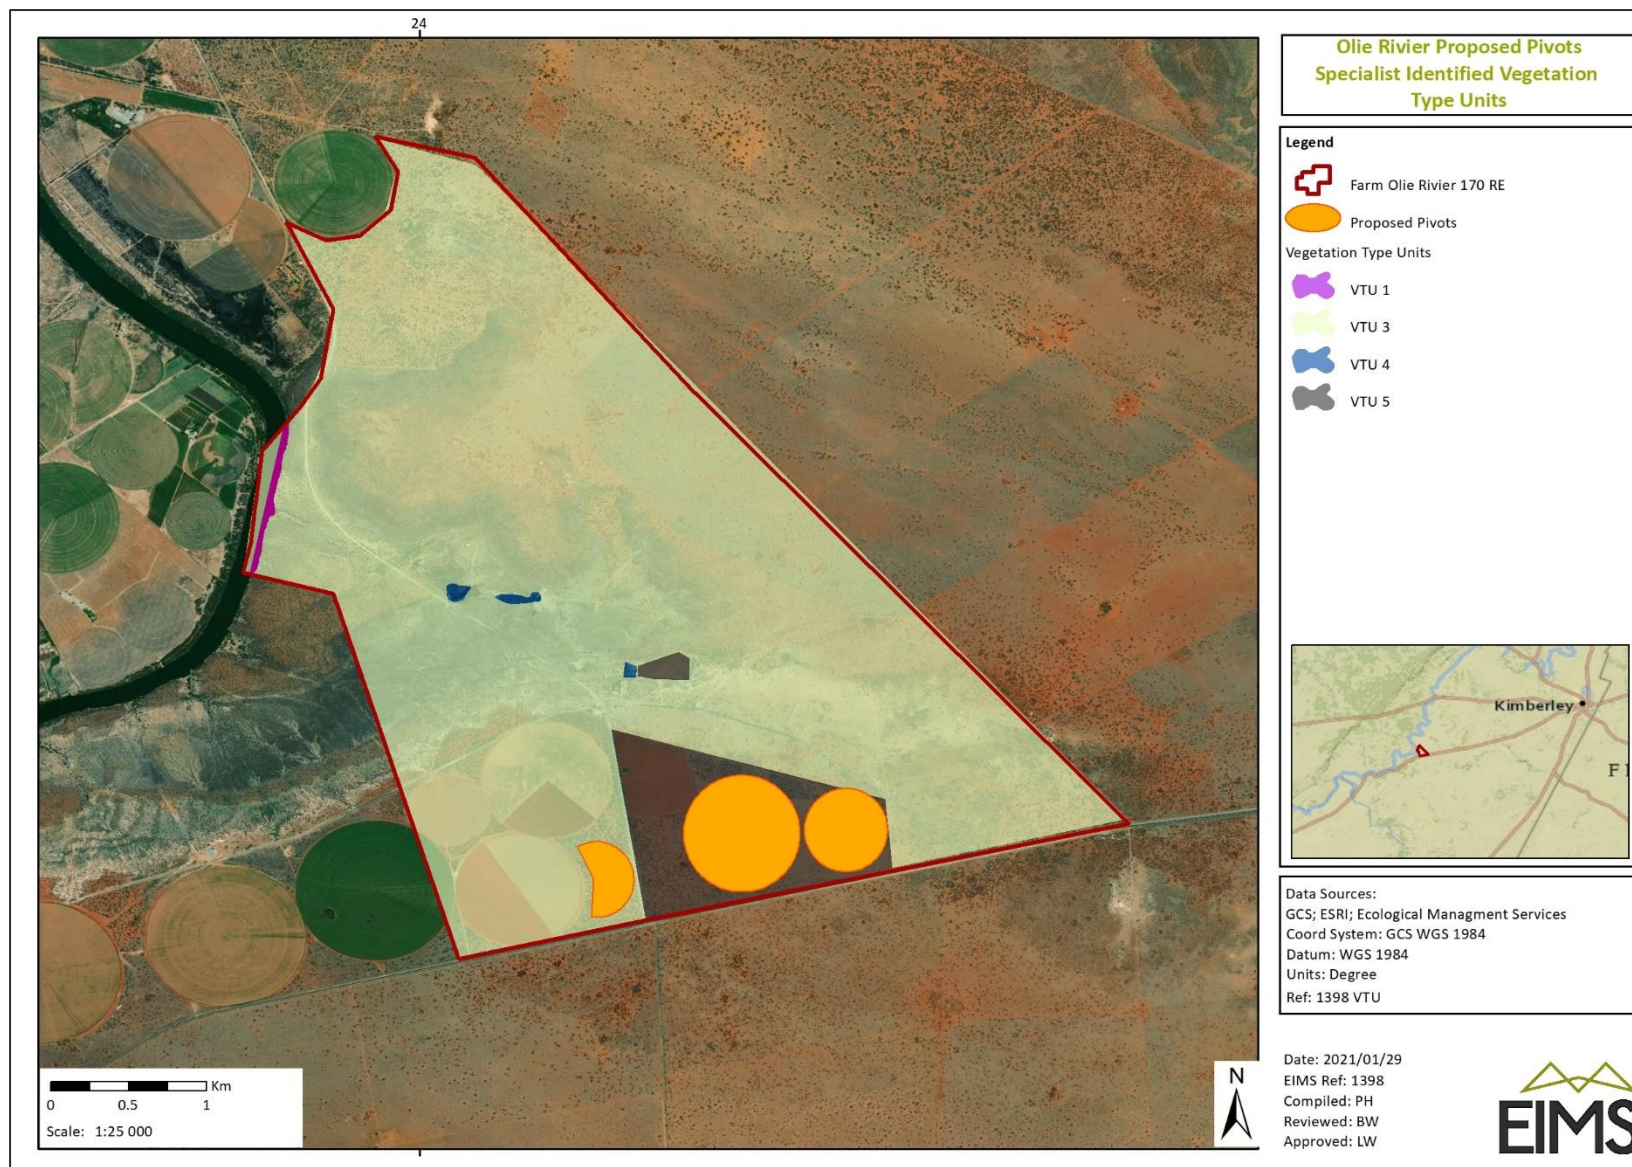 24
Olie Rivier Proposed Pivots
Specialist Identified Vegetation
Type Units
Legend
Farm Olie Rivier 170 RE
Proposed Pivots
Vegetation Type Units
VTU 1
VTU 3
VTU 4
VTU 5
Kimberley
F
Data Sources:
GCS; ESRI; Ecological Managment Services
Coord System: GCS WGS 1984
Datum: WGS 1984
Units: Degree
Ref: 1398 VTU
Date: 2021/01/29
EIMS Ref: 1398
Compiled: PH
Reviewed: BW
Approved: LW
EIMS
N
Km
0 0.5 1
Scale: 1:25 000